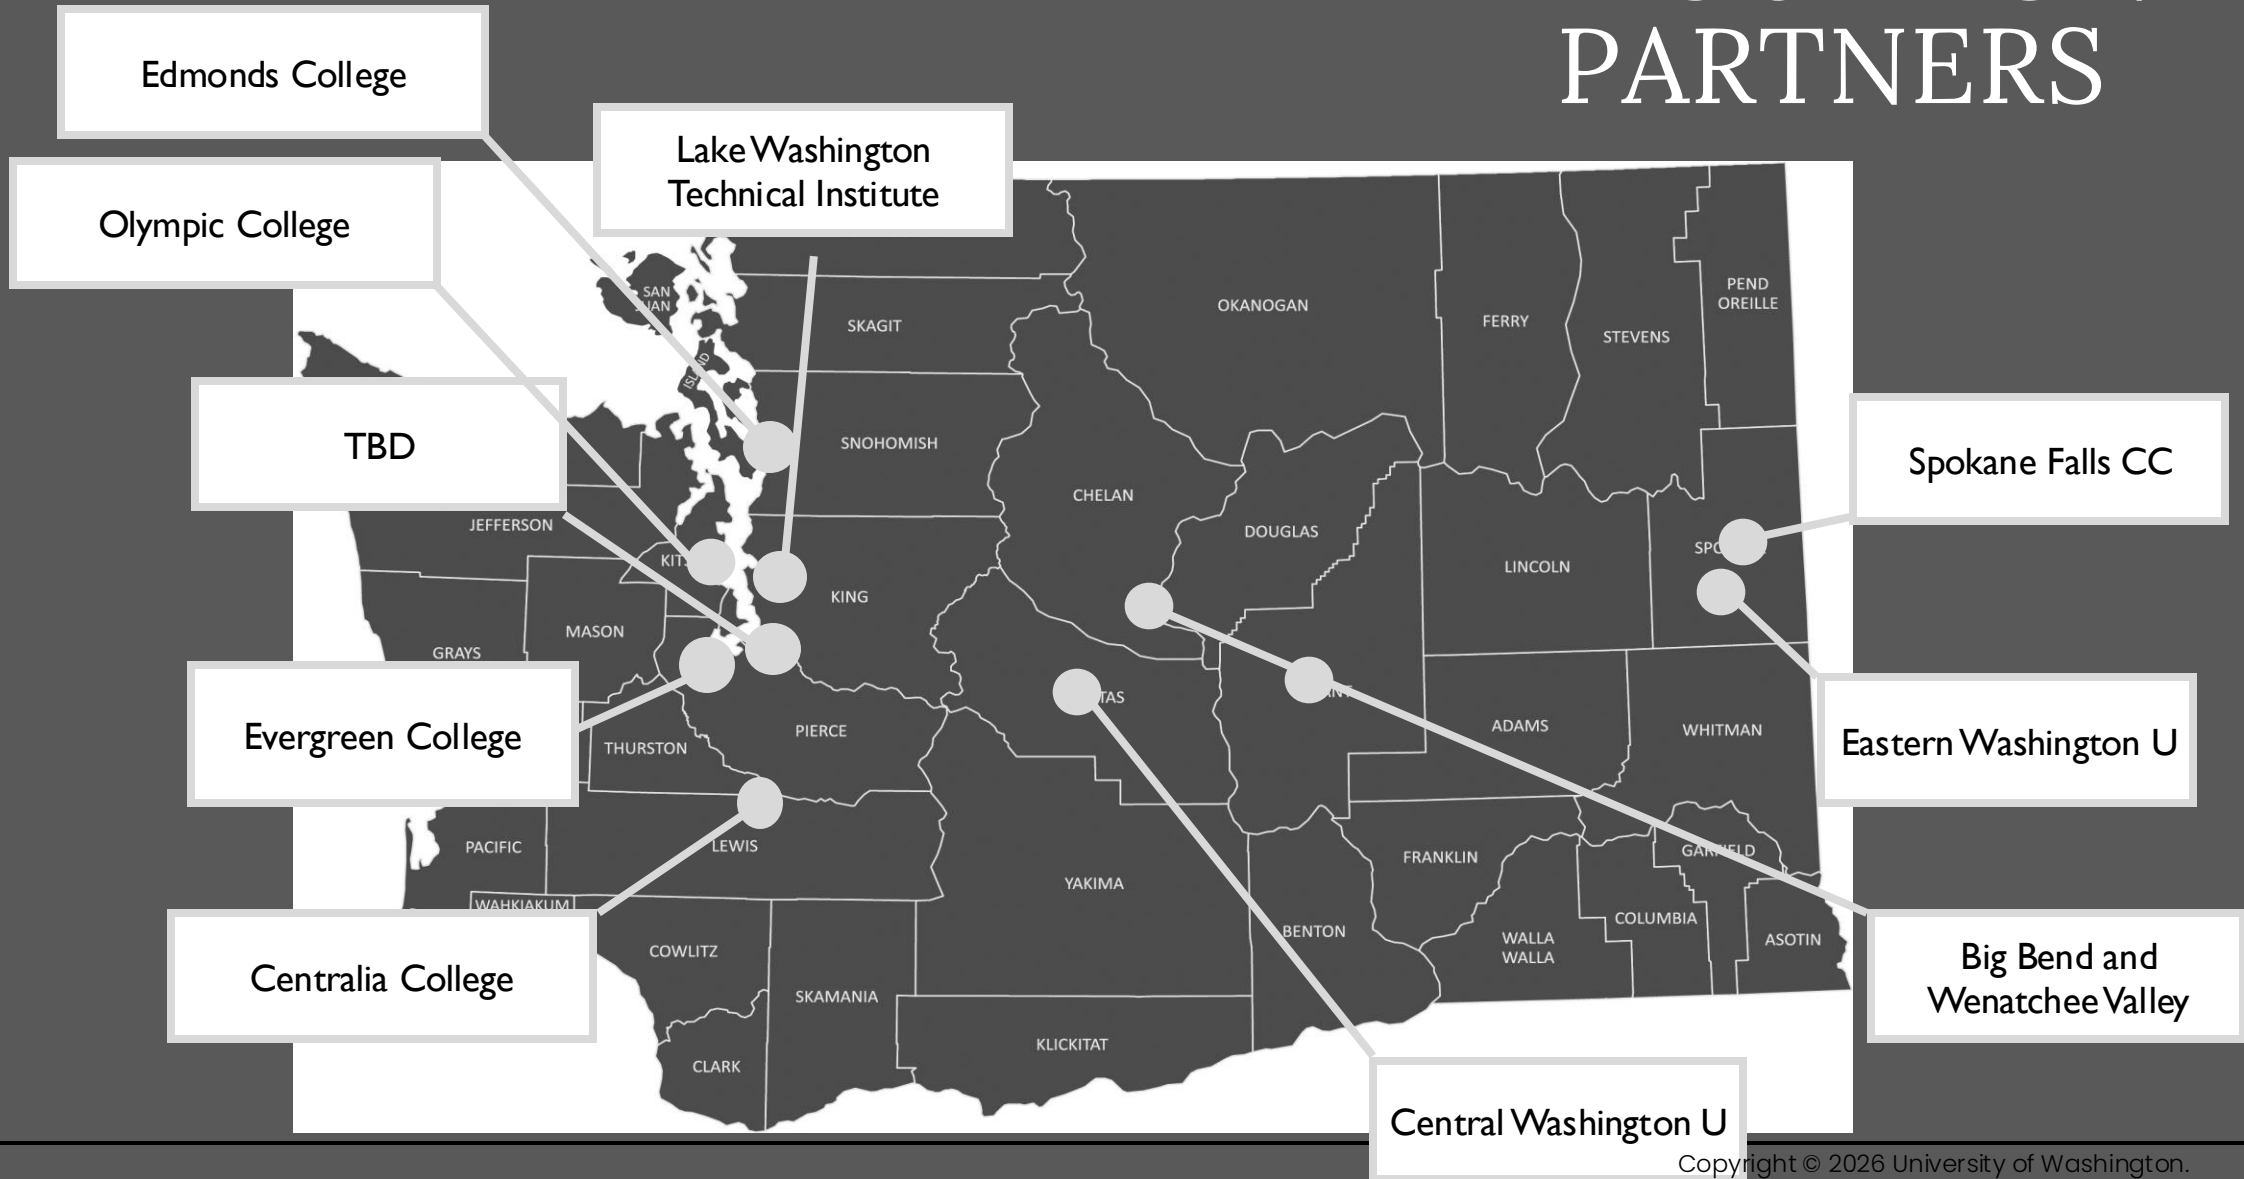 PARTNERS
Edmonds College
Lake Washington
Technical Institute
Olympic College
TBD
Evergreen College
Centralia College
Spokane Falls CC
Eastern Washington U
Big Bend and
Wenatchee Valley
Central Washington U
SAN
SKAGIT
OKANOGAN
FERRY
STEVENS
PEND
OREILLE
SNOHOMISH
CHELAN
DOUGLAS
LINCOLN
JEFFERSON
KING
MASON
GRAYS
THURSTON
PIERCE
ADAMS
WHITMAN
PACIFIC
LEWIS
YAKIMA
FRANKLIN
GARFIELD
WAHKIAKUM
COWLITZ
SKAMANIA
BENTON
WALLA
WALLA
COLUMBIA
ASOTIN
KLICKITAT
CLARK
Copyright © 2026 University of Washington.